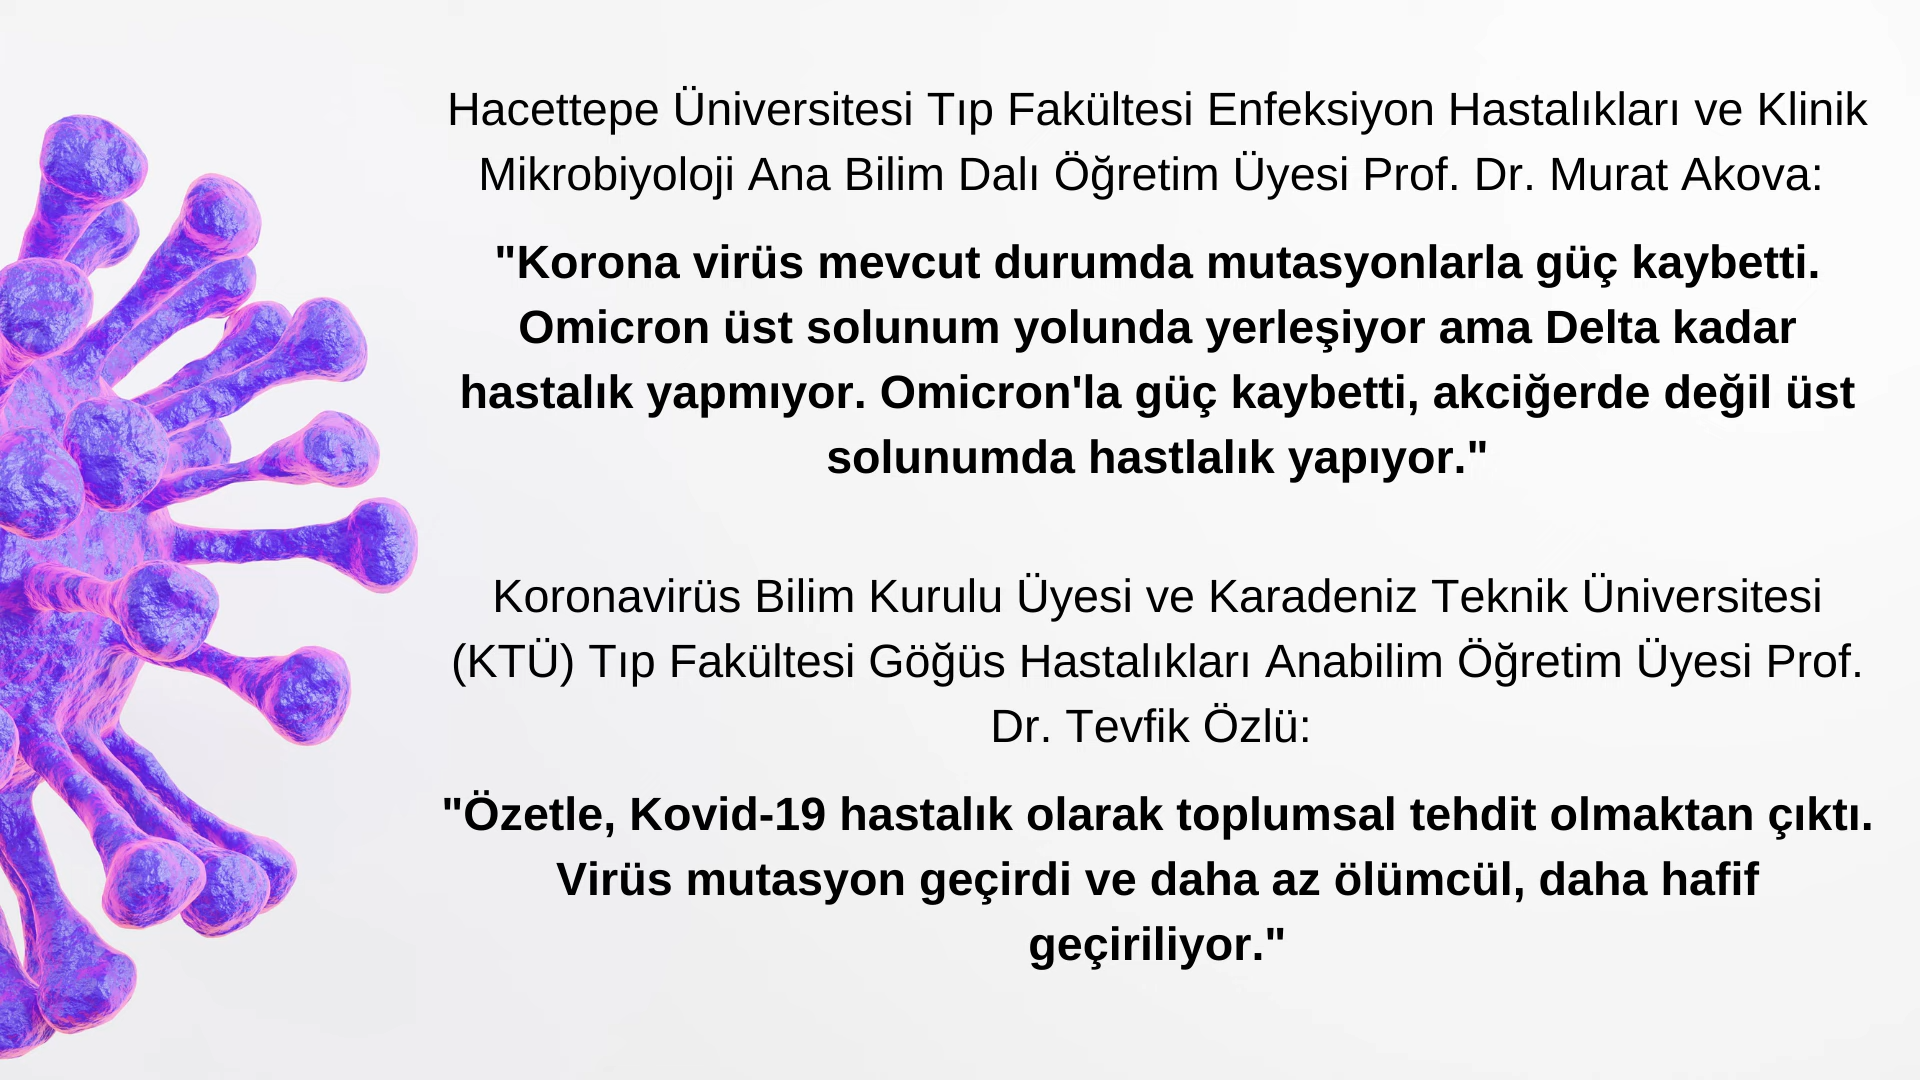 Hacettepe Üniversitesi Tıp Fakültesi Enfeksiyon Hastalıkları ve Klinik
Mikrobiyoloji Ana Bilim Dalı Öğretim Üyesi Prof. Dr. Murat Akova:
"Korona virüs mevcut durumda mutasyonlarla güç kaybetti.
Omicron üst solunum yolunda yerleşiyor ama Delta kadar
hastalık yapmıyor. Omicron'la güç kaybetti, akciğerde değil üst
solunumda hastlalık yapıyor."
Koronavirüs Bilim Kurulu Üyesi ve Karadeniz Teknik Üniversitesi
(KTÜ) Tıp Fakültesi Göğüs Hastalıkları Anabilim Öğretim Üyesi Prof.
Dr. Tevfik Özlü:
"Özetle, Kovid-19 hastalık olarak toplumsal tehdit olmaktan çıktı.
Virüs mutasyon geçirdi ve daha az ölümcül, daha hafif
geçiriliyor."